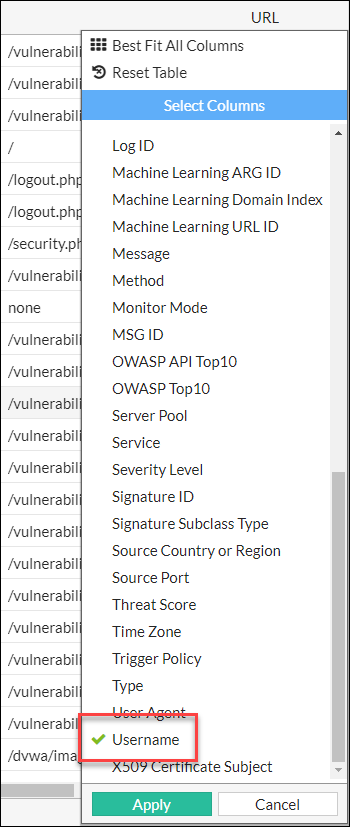 URL
Best Fit All Columns
Reset Table
Select Columns
Log ID
Machine Learning ARG ID
Machine Learning Domain Index
Machine Learning URL ID
Message
Method
Monitor Mode
MSG ID
OWASP API Top10
OWASP Top10
Server Pool
Service
Severity Level
Signature ID
Signature Subclass Type
Source Country or Region
Source Port
Threat Score
Time Zone
Trigger Policy
Type
User Agent
Username
X509 Certificate Subject
Apply
Cancel
/vulnerabili
/vulnerabili
/vulnerabili
/
/logout.php
/logout.php
/security.ph
/vulnerabili
none
/vulnerabili
/vulnerabili
/vulnerabili
/vulnerabili
/vulnerabili
/vulnerabili
/vulnerabili
/vulnerabili
/vulnerabili
/vulnerabili
/vulnerabili
/vulnerabili
/vulnerabili
/dvwa/ima